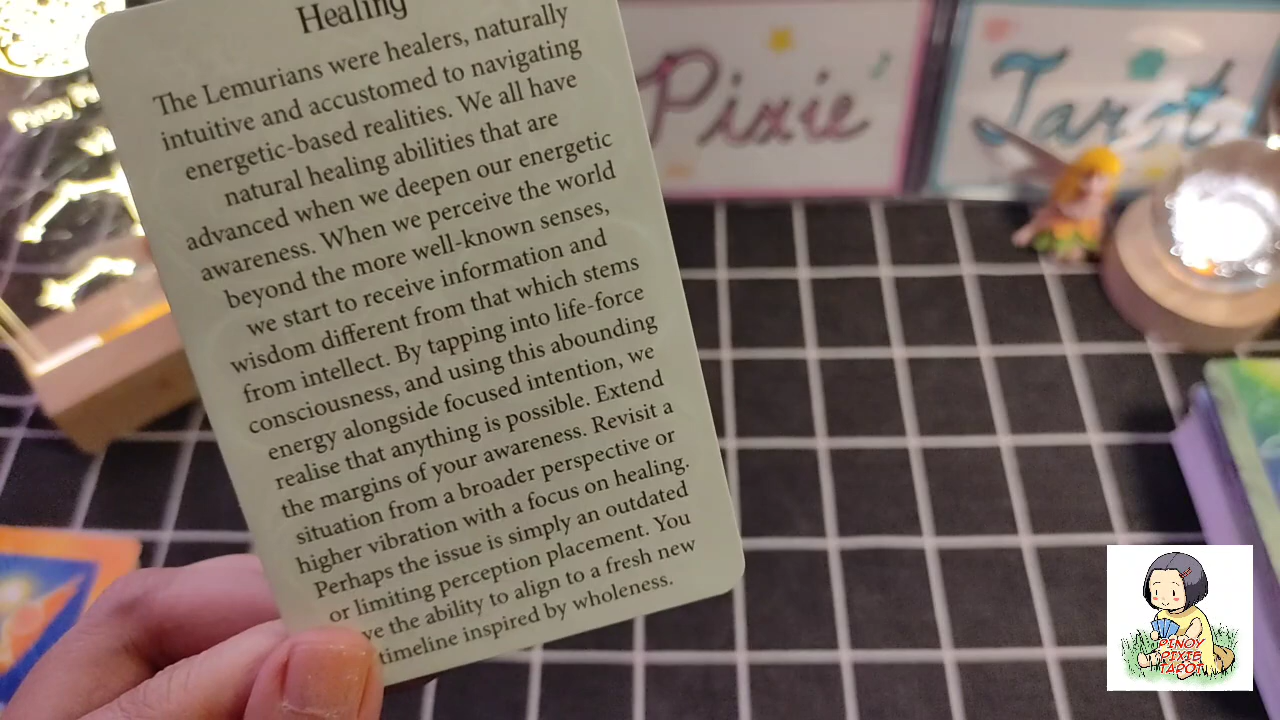 Healing
The Lemurians were healers, naturally
intuitive and accustomed to navigating
energetic-based realities. We all have
natural healing abilities that are
advanced when we deepen our energetic
awareness. When we perceive the world
beyond the more well-known senses,
we start to receive information and
wisdom different from that which stems
from intellect. By tapping into life-force
consciousness, and using this abounding
energy alongside focused intention, we
realise that anything is possible. Extend
the margins of your awareness. Revisit a
situation from a broader perspective or
higher vibration with a focus on healing.
Perhaps the issue is simply an outdated
or limiting perception placement. You
ve the ability to align to a fresh new
timeline inspired by wholeness.
Pixie
Tarot
Pinoy
PINOY
PIXIE
TAROT